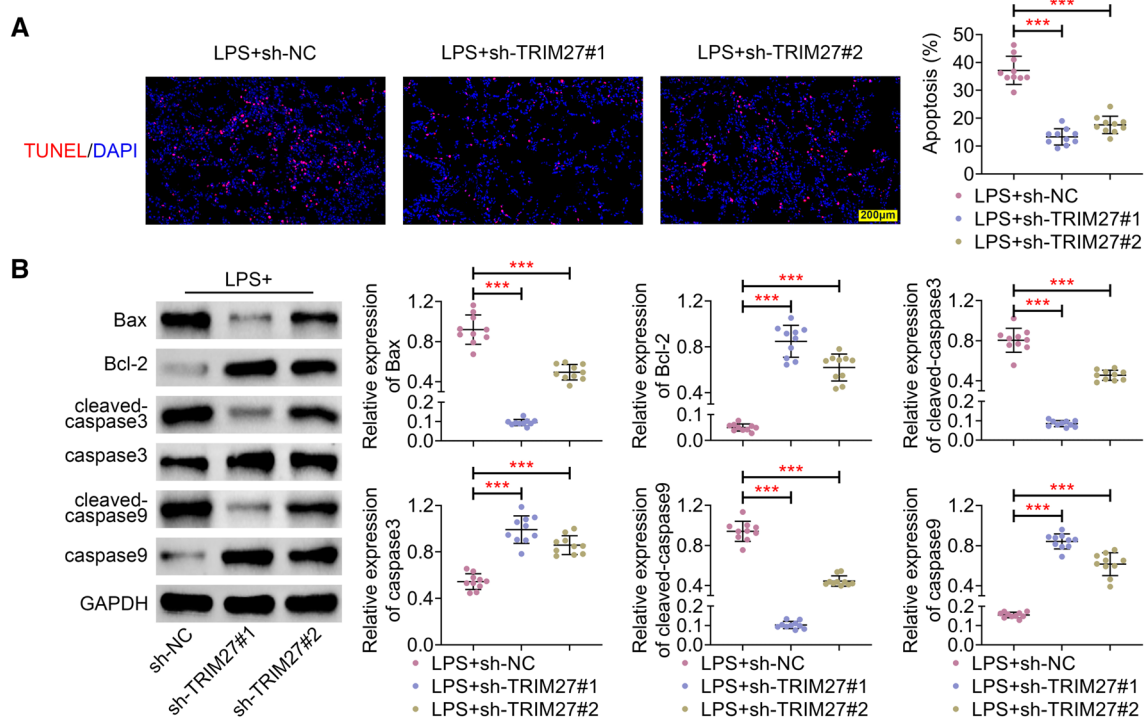 A
LPS+sh-NC
LPS+sh-TRIM27#1
LPS+sh-TRIM27#2
TUNEL/DAPI
200μm
Apoptosis (%)
50
40
30
20
10
0
***
***
LPS+sh-NC
LPS+sh-TRIM27#1
LPS+sh-TRIM27#2
B
LPS+
Bax
Bcl-2
cleaved-
caspase3
caspase3
cleaved-
caspase9
caspase9
GAPDH
sh-NC
sh-TRIM27#1
sh-TRIM27#2
Relative expression
of Bax
1.2
0.8
0.4
0.2
0.1
0.0
***
***
Relative expression
of Bcl-2
1.2
0.8
0.4
0.1
0.0
***
***
Relative expression
of cleaved-caspase3
1.2
0.8
0.4
0.2
0.1
0.0
***
***
Relative expression
of caspase3
1.2
0.8
0.4
0.0
***
***
Relative expression
of cleaved-caspase9
1.2
0.8
0.4
0.2
0.1
0.0
***
***
Relative expression
of caspase9
1.2
0.8
0.4
0.2
0.1
0.0
***
***
LPS+sh-NC
LPS+sh-TRIM27#1
LPS+sh-TRIM27#2
LPS+sh-NC
LPS+sh-TRIM27#1
LPS+sh-TRIM27#2
LPS+sh-NC
LPS+sh-TRIM27#1
LPS+sh-TRIM27#2